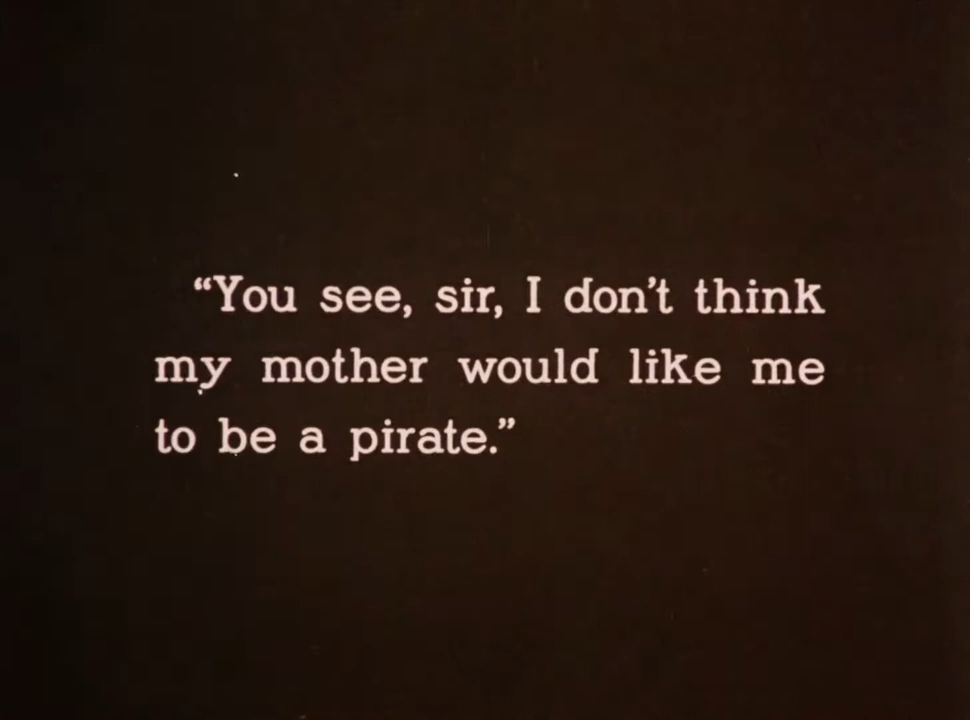 “You see, sir, I don’t think
my mother would like me
to be a pirate.”